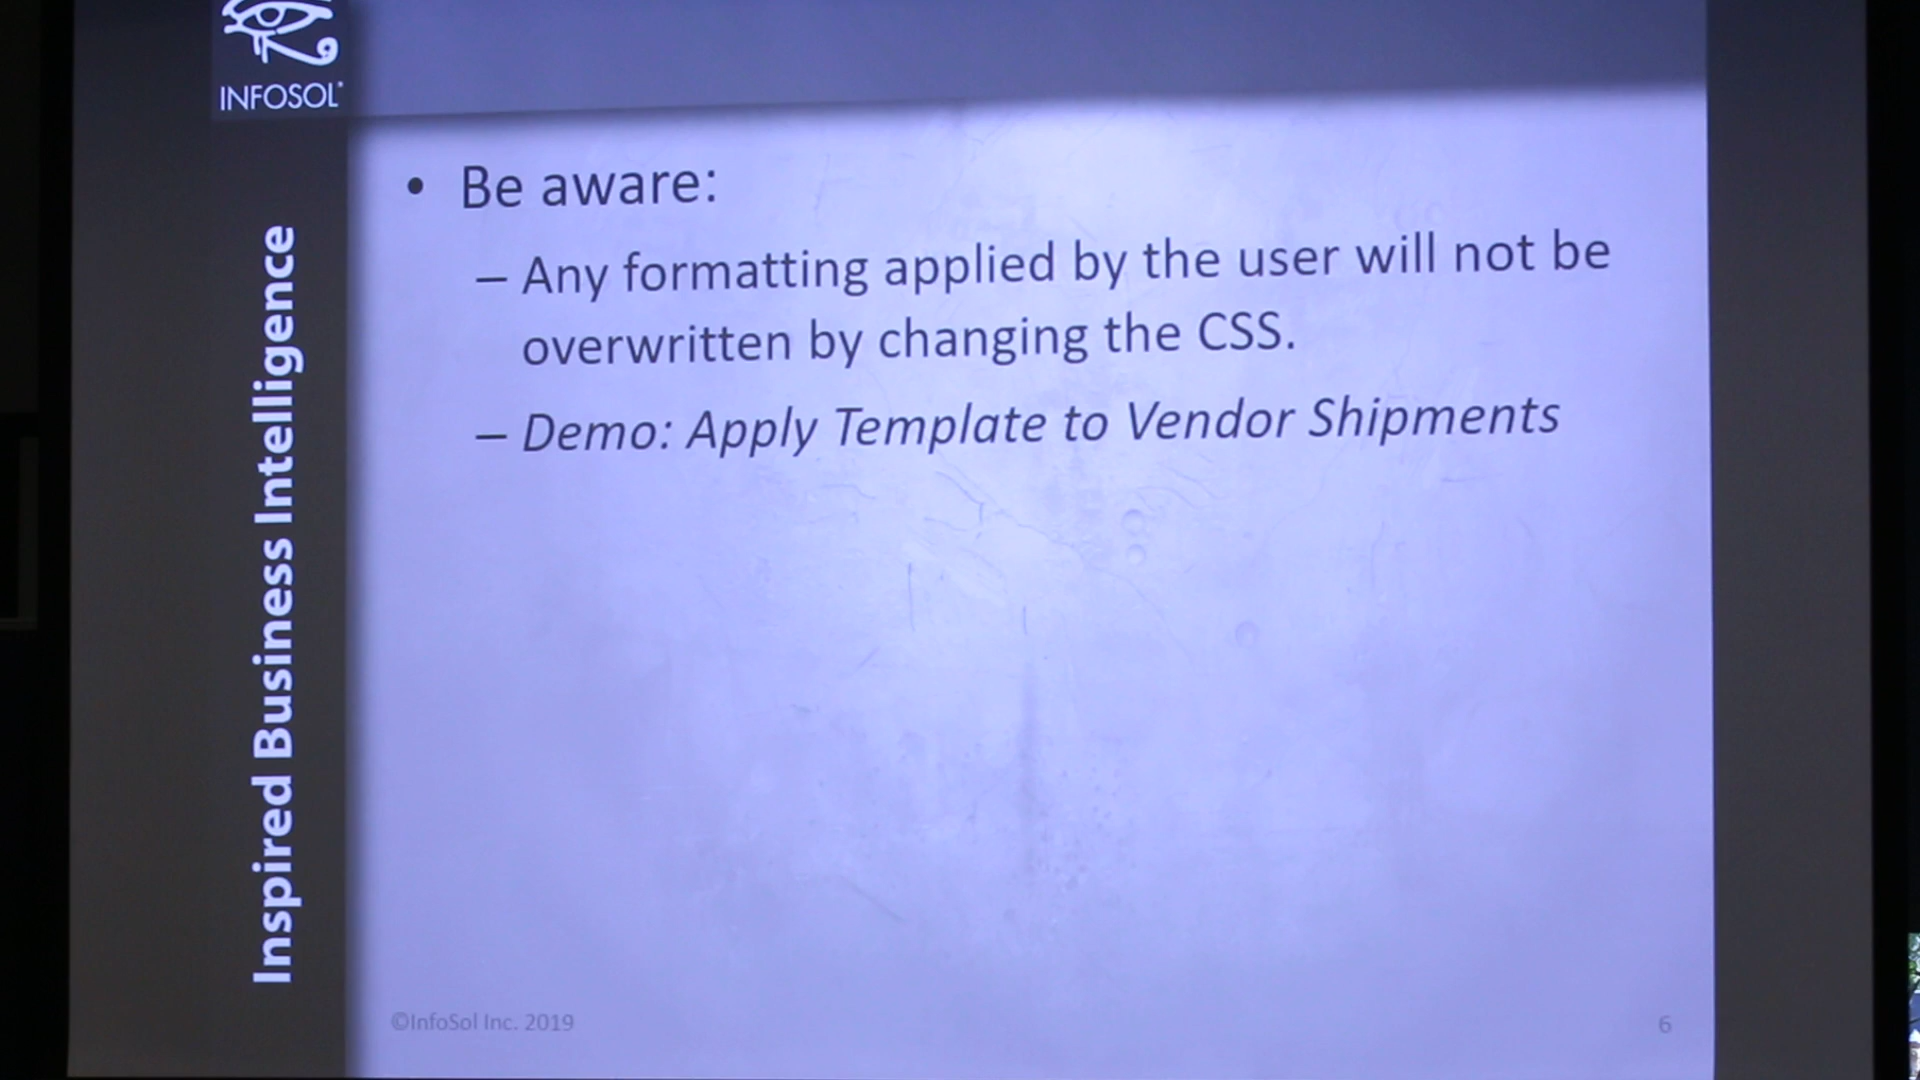 INFOSOL
Inspired Business Intelligence
• Be aware:
– Any formatting applied by the user will not be
overwritten by changing the CSS.
– Demo: Apply Template to Vendor Shipments
©InfoSol Inc. 2019
6